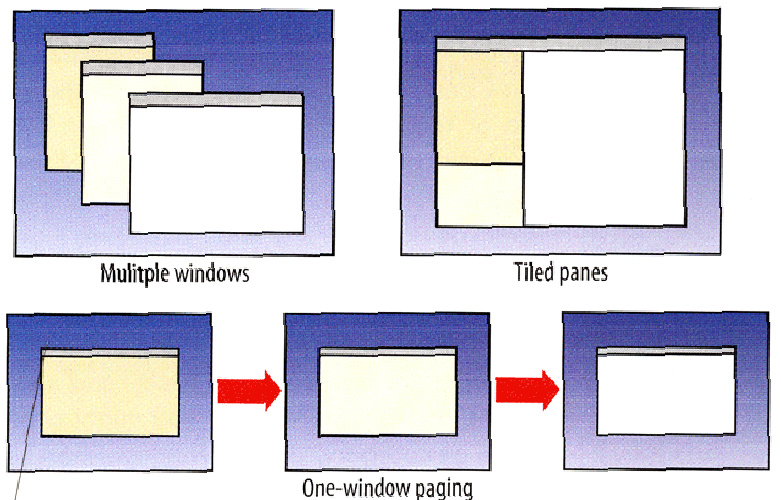 Mulitple windows
Tiled panes
One-window paging